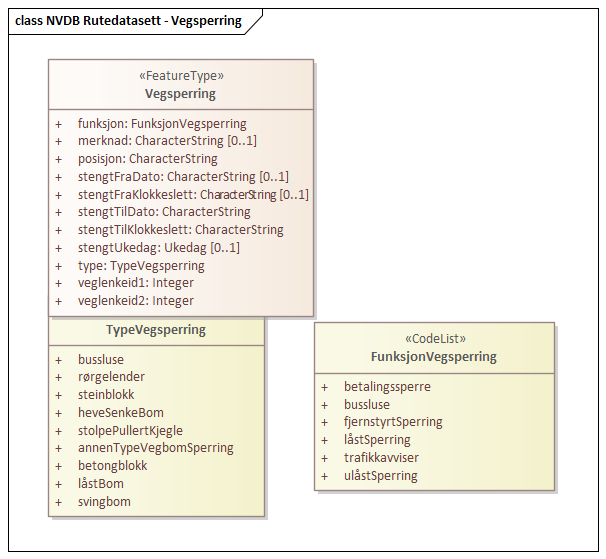 class NVDB Rutedatasett - Vegsperring
«FeatureType»
Vegsperring
+ funksjon: FunksjonVegsperring
+ merknad: CharacterString [0..1]
+ posisjon: CharacterString
+ stengtFraDato: CharacterString [0..1]
+ stengtFraKlokkeslett: CharacterString [0..1]
+ stengtTilDato: CharacterString
+ stengtTilKlokkeslett: CharacterString
+ stengtUkedag: Ukedag [0..1]
+ type: TypeVegsperring
+ veglenkeid1: Integer
+ veglenkeid2: Integer
TypeVegsperring
+ bussluse
+ rørgelender
+ steinblokk
+ heveSenkeBom
+ stolpePullertKjegle
+ annenTypeVegbomSperring
+ betongblokk
+ låstBom
+ svingbom
«CodeList»
FunksjonVegsperring
+ betalingssperre
+ bussluse
+ fjernstyrtSperring
+ låstSperring
+ trafikkavviser
+ ulåstSperring